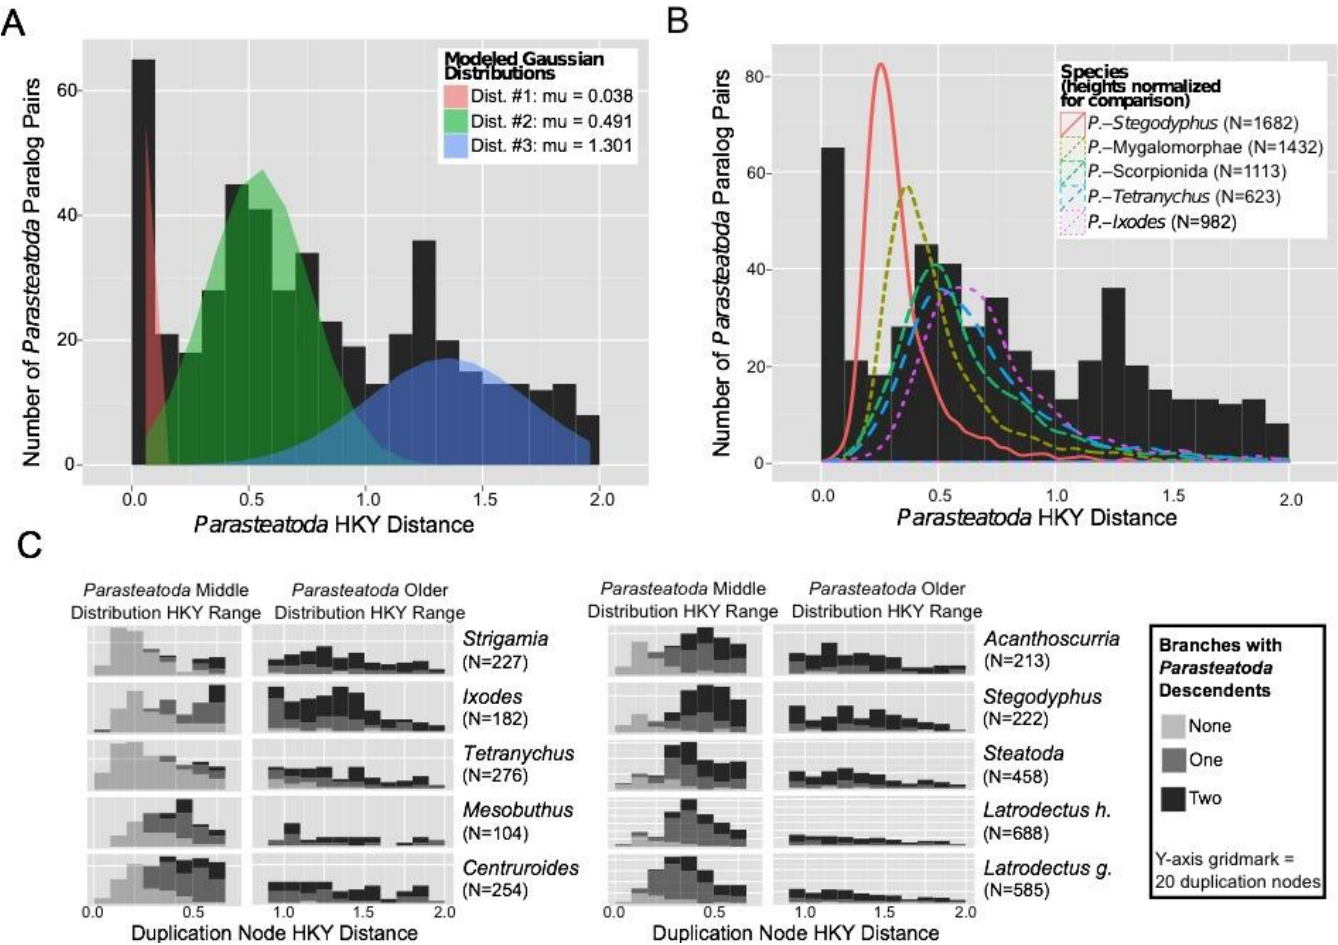 A
B
Number of Parasteatoda Paralog Pairs
60
40
20
0
Modeled Gaussian
Distributions
Dist. #1: mu = 0.038
Dist. #2: mu = 0.491
Dist. #3: mu = 1.301
0.0 0.5 1.0 1.5 2.0
Parasteatoda HKY Distance
Number of Parasteatoda Paralog Pairs
80
60
40
20
0
Species
(heights normalized
for comparison)
P.–Stegodyphus (N=1682)
P.–Mygalomorphae (N=1432)
P.–Scorpionida (N=1113)
P.–Tetranychus (N=623)
P.–Ixodes (N=982)
0.0 0.5 1.0 1.5 2.0
Parasteatoda HKY Distance
C
Parasteatoda Middle
Distribution HKY Range
Parasteatoda Older
Distribution HKY Range
Strigamia
(N=227)
Ixodes
(N=182)
Tetranychus
(N=276)
Mesobuthus
(N=104)
Centruroides
(N=254)
0.0 0.5 1.0 1.5 2.0
Duplication Node HKY Distance
Parasteatoda Middle
Distribution HKY Range
Parasteatoda Older
Distribution HKY Range
Acanthoscurria
(N=213)
Stegodyphus
(N=222)
Steatoda
(N=458)
Latrodectus h.
(N=688)
Latrodectus g.
(N=585)
0.0 0.5 1.0 1.5 2.0
Duplication Node HKY Distance
Branches with
Parasteatoda
Descendents
None
One
Two
Y-axis gridmark =
20 duplication nodes